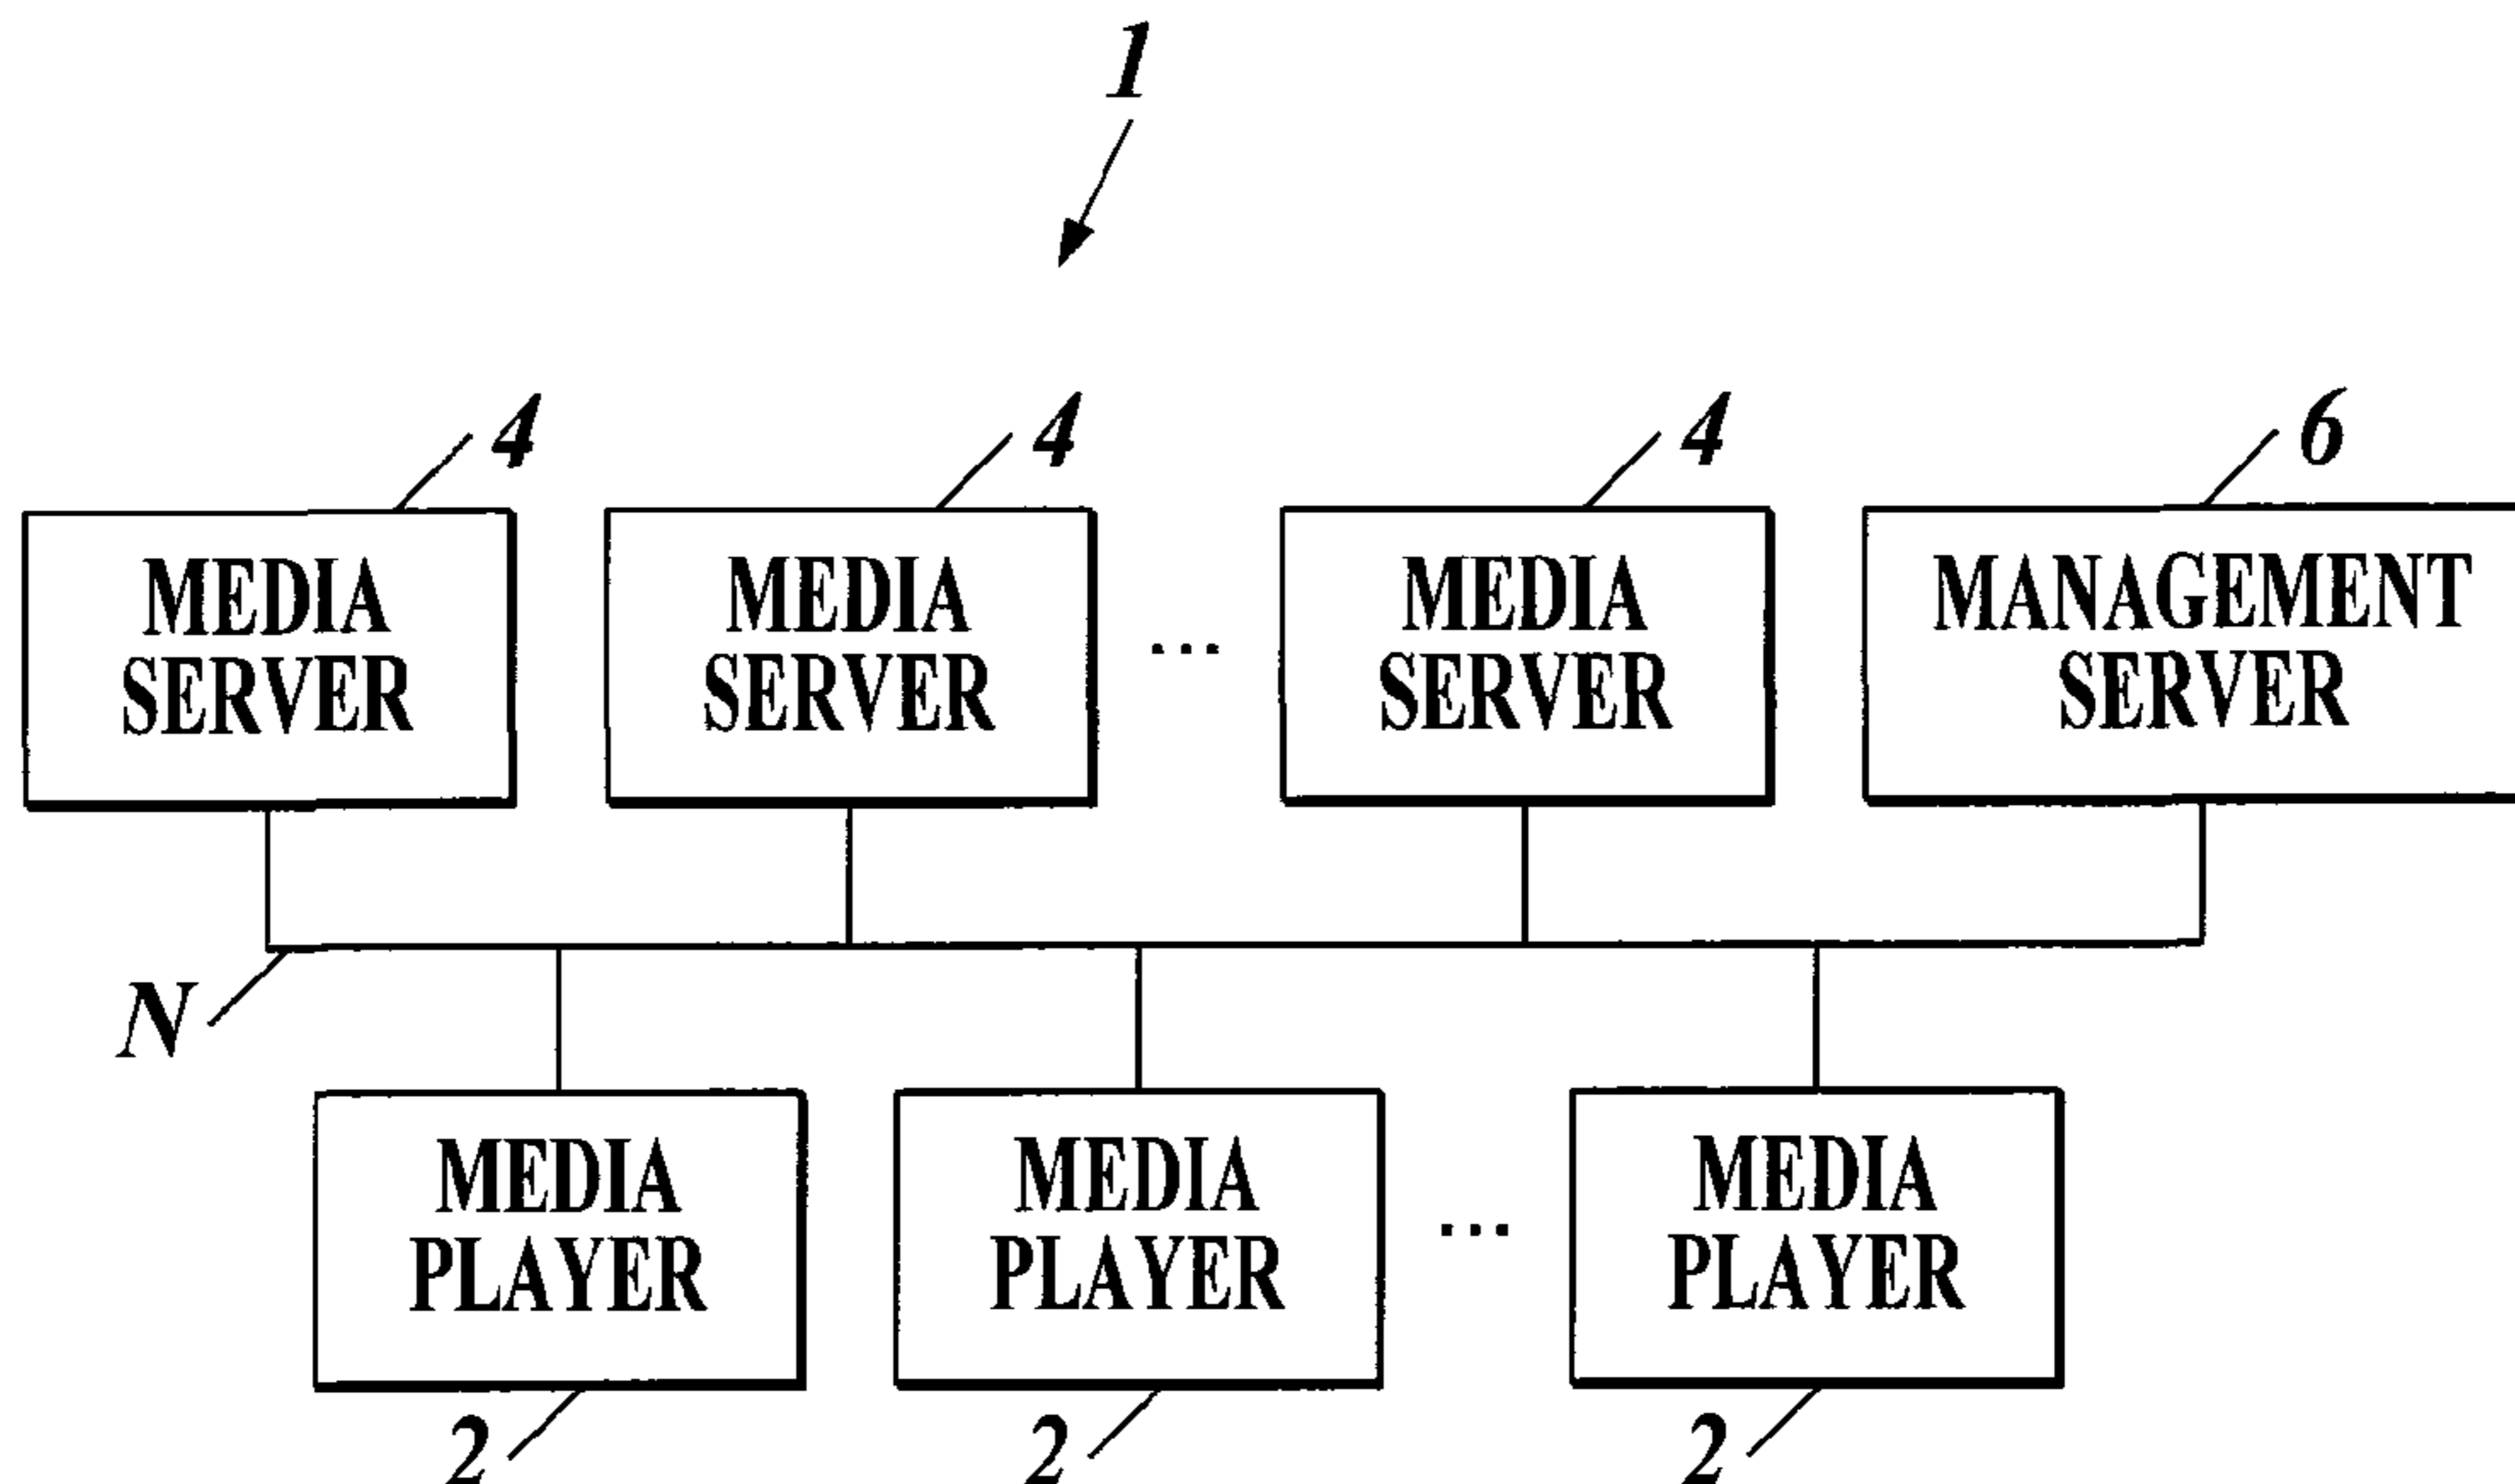 1
4
4
4
6
MEDIA
SERVER
MEDIA
SERVER
...
MEDIA
SERVER
MANAGEMENT
SERVER
N
MEDIA
PLAYER
MEDIA
PLAYER
...
MEDIA
PLAYER
2
2
2